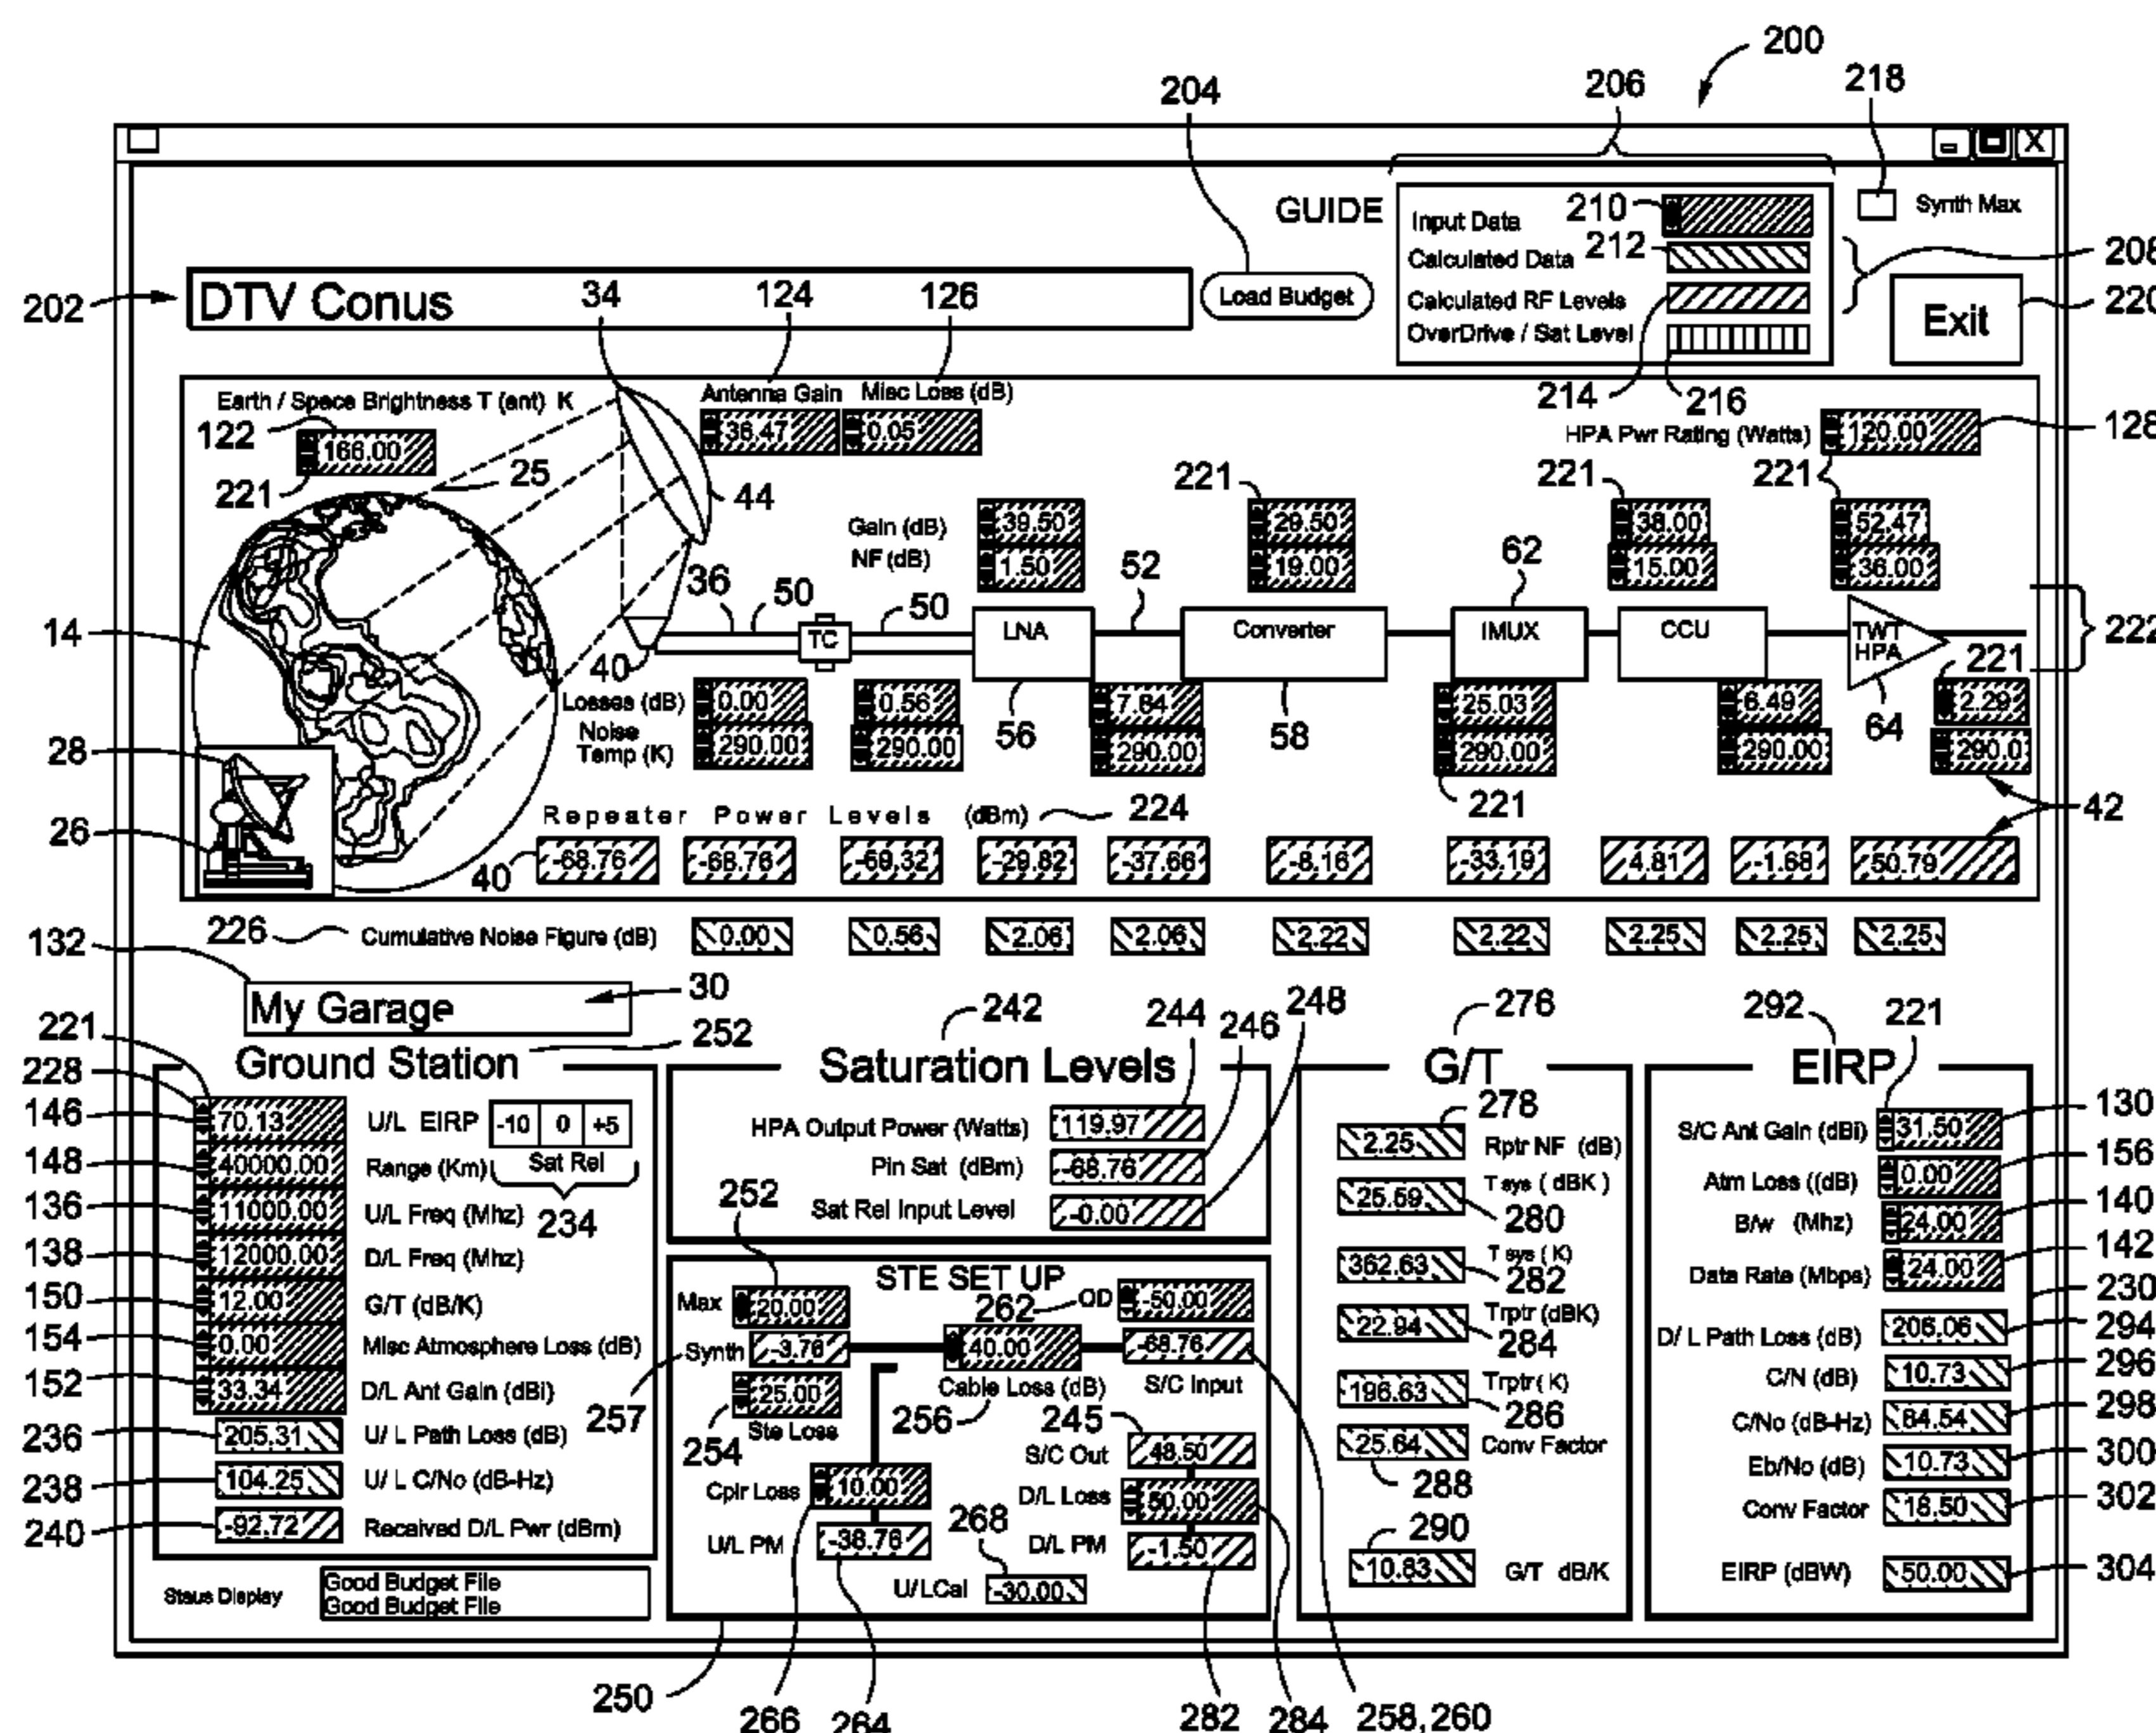 200
204
206
218
X
GUIDE
Input Data
210
Synth Max
Calculated Data
212
208
202
DTV Conus
34
124
126
Load Budget
Calculated RF Levels
220
OverDrive / Sat Level
Exit
214
216
Earth / Space Brightness T (ant) K
Antenna Gain
Misc Loss (dB)
122
166.00
36.47
0.05
HPA Pwr Rating (Watts)
120.00
128
221
25
44
221
221
221
Gain (dB)
39.50
29.50
38.00
52.47
NF (dB)
1.50
19.00
15.00
36.00
36
50
50
52
62
14
TC
LNA
Converter
IMUX
CCU
TWT HPA
222
40
221
Losses (dB)
0.00
0.56
7.84
25.03
6.49
2.29
56
58
64
Noise Temp (K)
290.00
290.00
290.00
290.00
290.00
290.0
28
221
42
26
Repeater Power Levels (dBm)
224
40
-68.76
-68.76
-69.32
-29.82
-37.66
-8.16
-33.19
4.81
-1.68
50.79
226
Cumulative Noise Figure (dB)
0.00
0.56
2.06
2.06
2.22
2.22
2.25
2.25
2.25
132
My Garage
30
221
Ground Station
252
228
146
70.13
U/L EIRP
-10
0
+5
148
40000.00
Range (Km)
Sat Rel
136
11000.00
U/L Freq (Mhz)
234
138
12000.00
D/L Freq (Mhz)
150
12.00
G/T (dB/K)
154
0.00
Misc Atmosphere Loss (dB)
152
33.34
D/L Ant Gain (dBi)
236
205.31
U/ L Path Loss (dB)
238
104.25
U/ L C/No (dB-Hz)
240
-92.72
Received D/L Pwr (dBm)
Staus Display
Good Budget File
Good Budget File
242
244
246
248
Saturation Levels
HPA Output Power (Watts)
119.97
Pin Sat (dBm)
-68.76
Sat Rel Input Level
-0.00
252
STE SET UP
Max
20.00
262
OD
-50.00
Synth
-3.76
40.00
-68.76
257
25.00
Cable Loss (dB)
S/C Input
254
Ste Loss
256
245
S/C Out
48.50
Cplr Loss
10.00
D/L Loss
50.00
U/L PM
-38.76
268
D/L PM
-1.50
U/LCal
-30.00
250
266
264
282
284
258,260
276
G/T
278
2.25
Rptr NF (dB)
25.59
T sys ( dBK )
280
362.63
T sys ( K)
282
22.94
Trptr (dBK)
284
196.63
Trptr( K)
286
25.64
Conv Factor
288
290
-10.83
G/T dB/K
292
221
EIRP
S/C Ant Gain (dBi)
31.50
130
Atm Loss ((dB)
0.00
156
B/w (Mhz)
24.00
140
Data Rate (Mbps)
24.00
142
230
D/ L Path Loss (dB)
206.06
294
C/N (dB)
10.73
296
C/No (dB-Hz)
84.54
298
Eb/No (dB)
10.73
300
Conv Factor
18.50
302
EIRP (dBW)
50.00
304